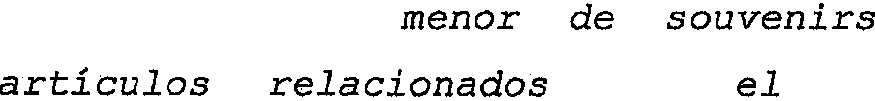 menor de souvenirs
artículos relacionados el